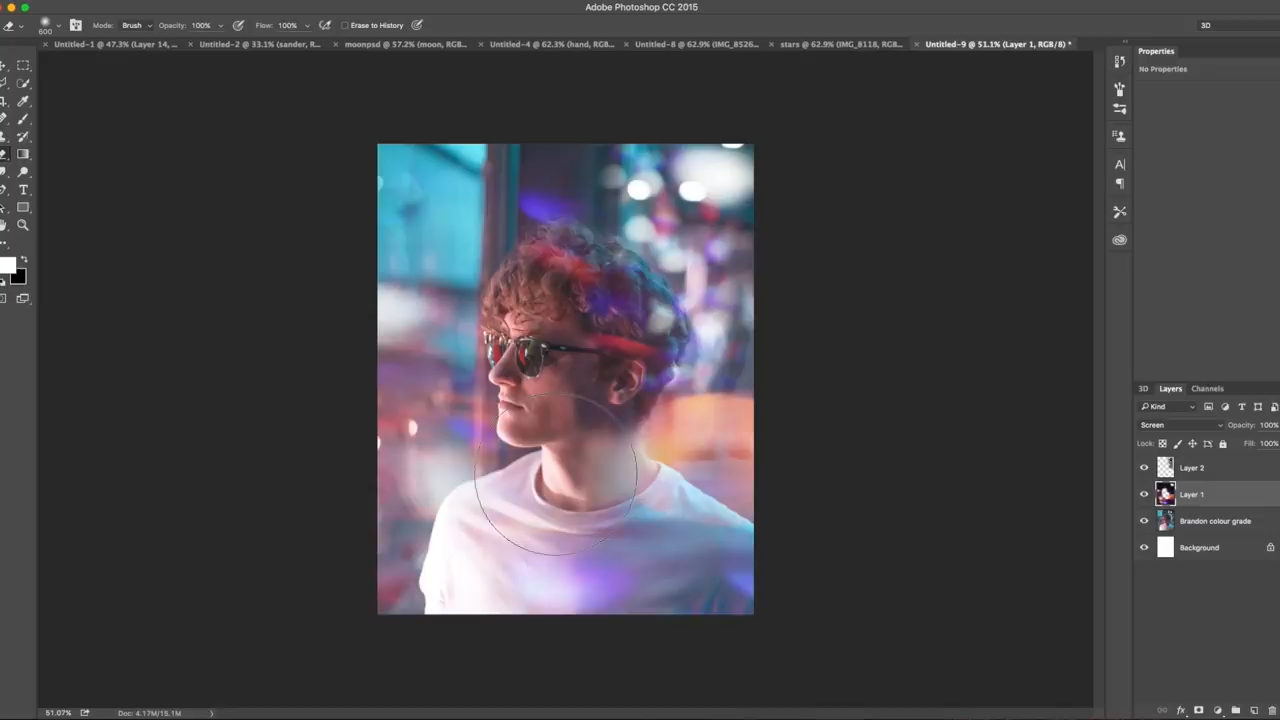 Adobe Photoshop CC 2015
600
Mode: Brush
Opacity: 100%
Flow: 100%
Erase to History
3D
Untitled-1 @ 47.3% (Layer 14, ...
Untitled-2 @ 33.1% (sander, R...
moonpsd @ 57.2% (moon, RGB...
Untitled-4 @ 62.3% (hand, RGB...
Untitled-8 @ 62.9% (IMG_8526...
stars @ 62.9% (IMG_8118, RGB...
Untitled-9 @ 51.1% (Layer 1, RGB/8) *
Properties
No Properties
3D Layers Channels
Kind
Screen Opacity: 100%
Lock: Fill: 100%
Layer 2
Layer 1
Brandon colour grade
Background
51.07% Doc: 4.17M/15.1M